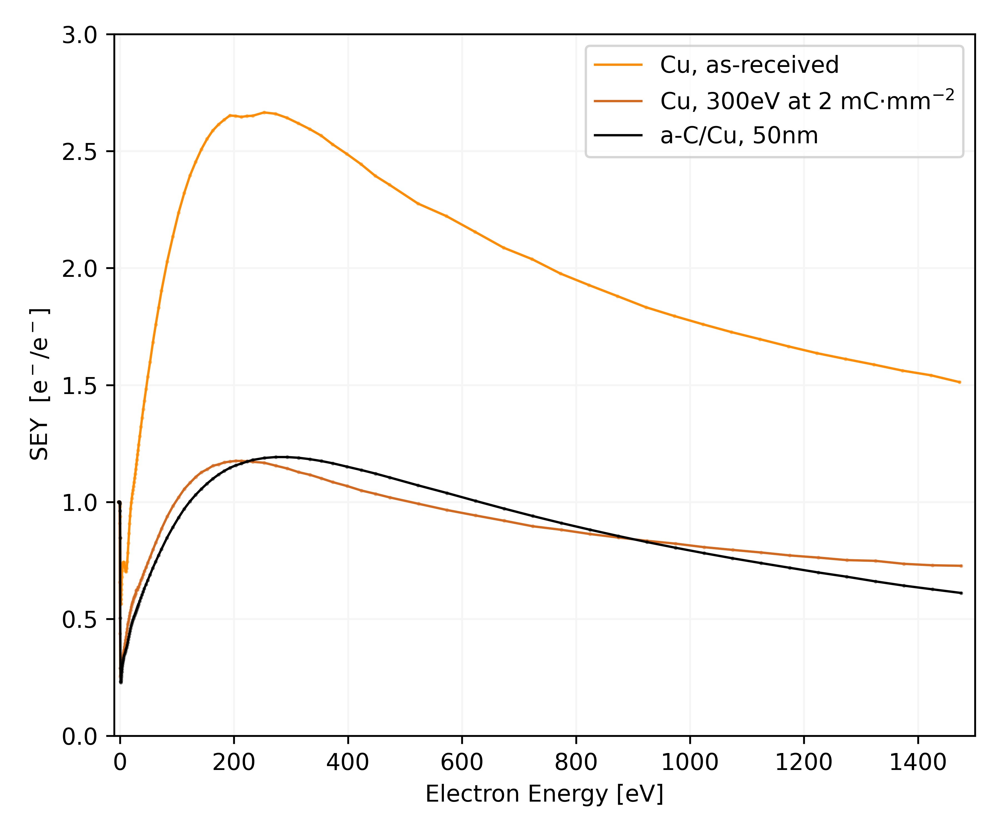 3.0
2.5
2.0
1.5
1.0
0.5
0.0
SEY [e⁻/e⁻]
Cu, as-received
Cu, 300eV at 2 mC·mm⁻²
a-C/Cu, 50nm
0 200 400 600 800 1000 1200 1400
Electron Energy [eV]